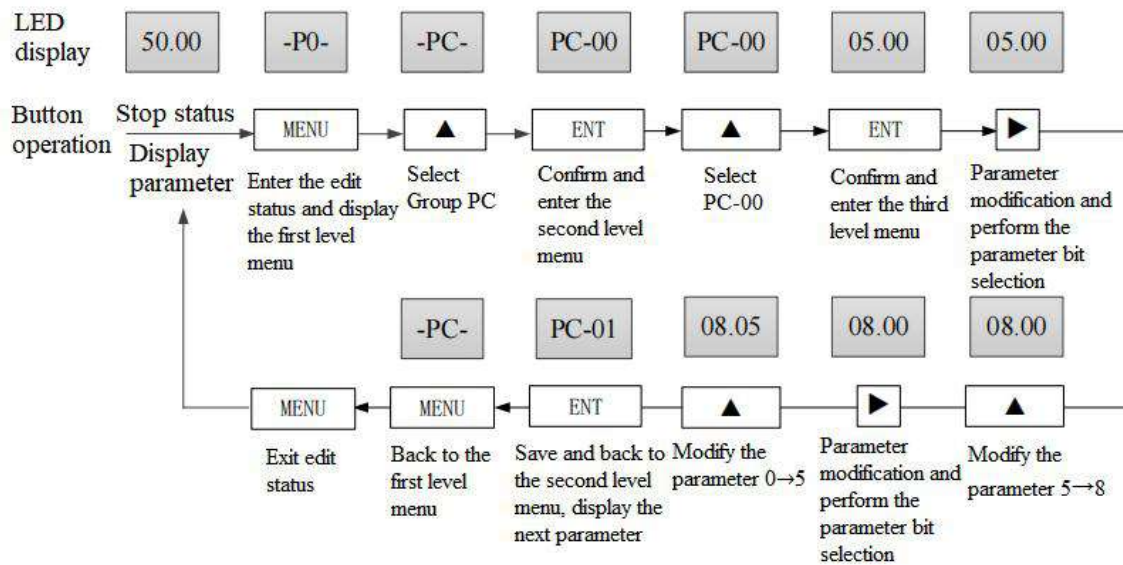 LED
display
50.00
-P0-
-PC-
PC-00
PC-00
05.00
05.00
Button
operation
Stop status
Display
parameter
MENU
▲
ENT
▲
ENT
▶
Enter the edit
status and display
the first level
menu
Select
Group PC
Confirm and
enter the
second level
menu
Select
PC-00
Confirm and
enter the third
level menu
Parameter
modification and
perform the
parameter bit
selection
-PC-
PC-01
08.05
08.00
08.00
MENU
MENU
ENT
▲
▶
▲
Exit edit
status
Back to the
first level
menu
Save and back to
the second level
menu, display the
next parameter
Modify the
parameter 0→5
Parameter
modification and
perform the
parameter bit
selection
Modify the
parameter 5→8